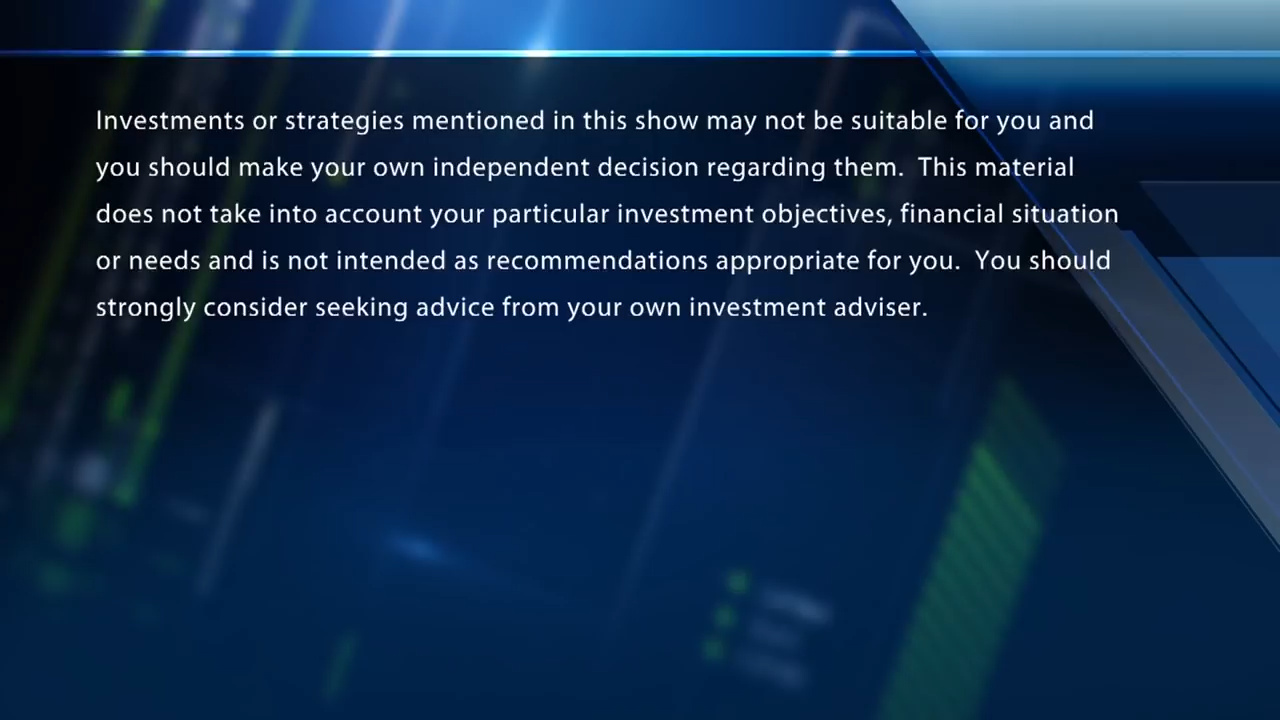 Investments or strategies mentioned in this show may not be suitable for you and
you should make your own independent decision regarding them.  This material
does not take into account your particular investment objectives, financial situation
or needs and is not intended as recommendations appropriate for you.  You should
strongly consider seeking advice from your own investment adviser.